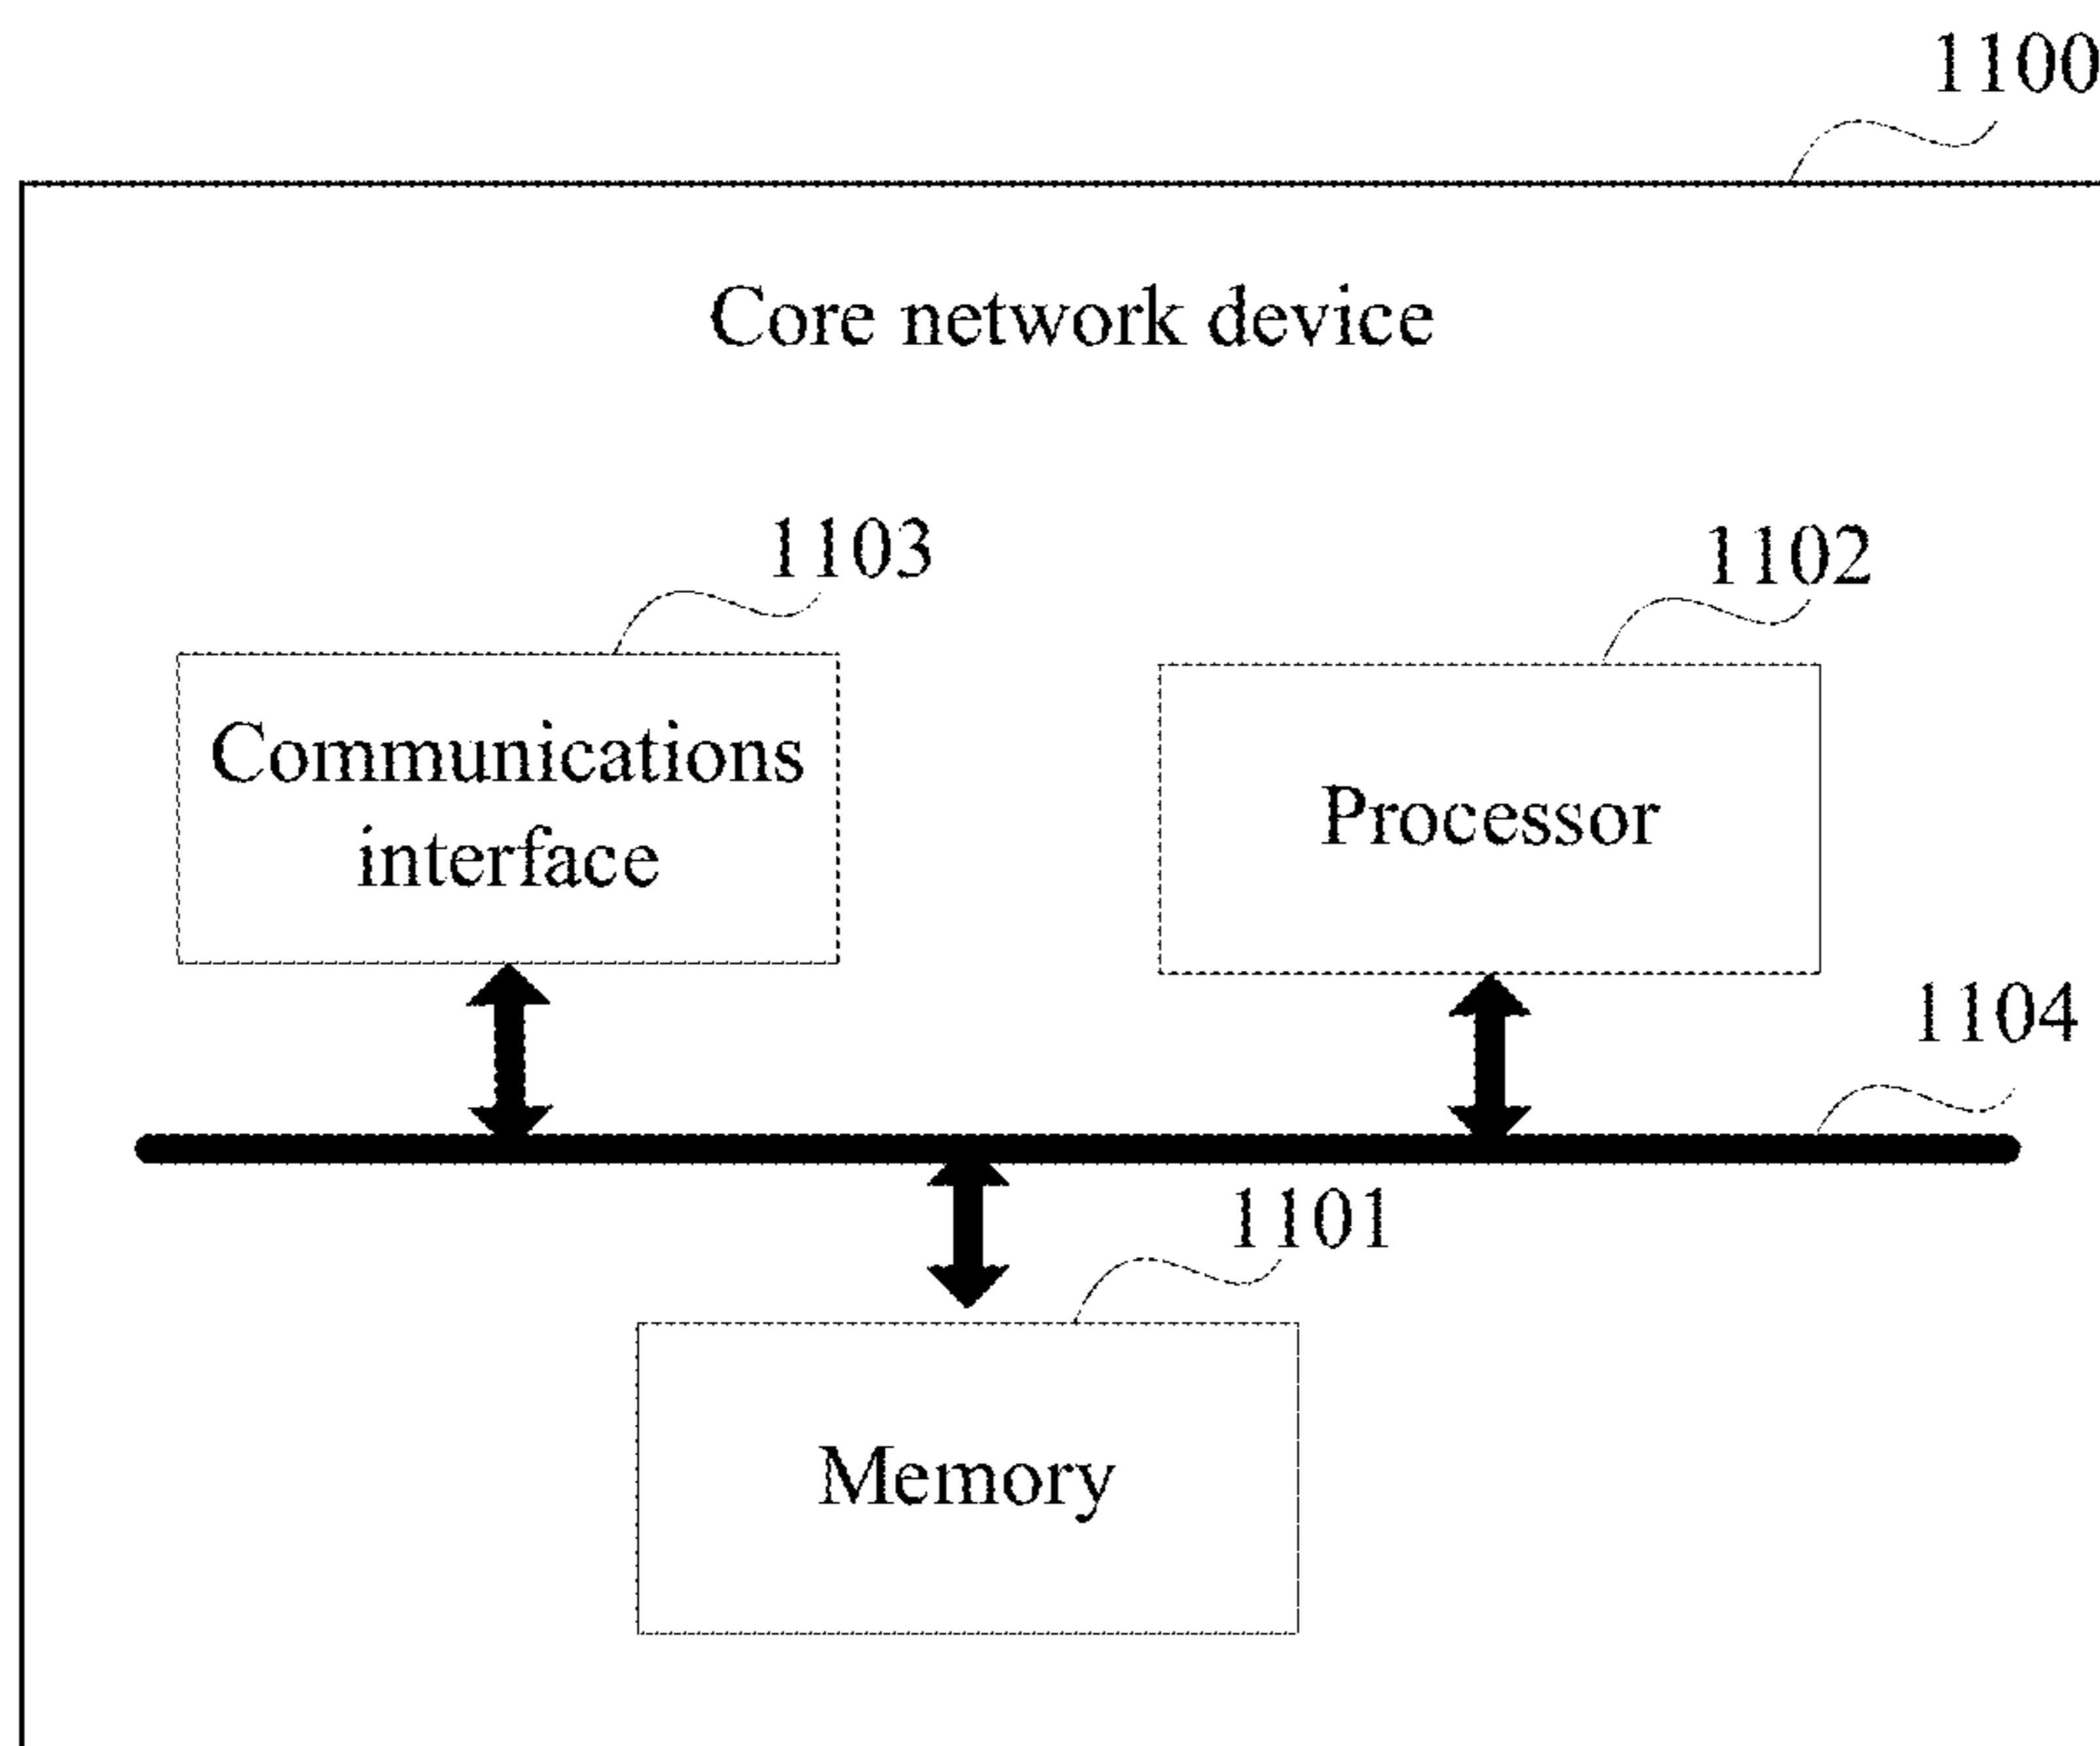 1100
Core network device
1103
1102
Communications
interface
Processor
1104
1101
Memory